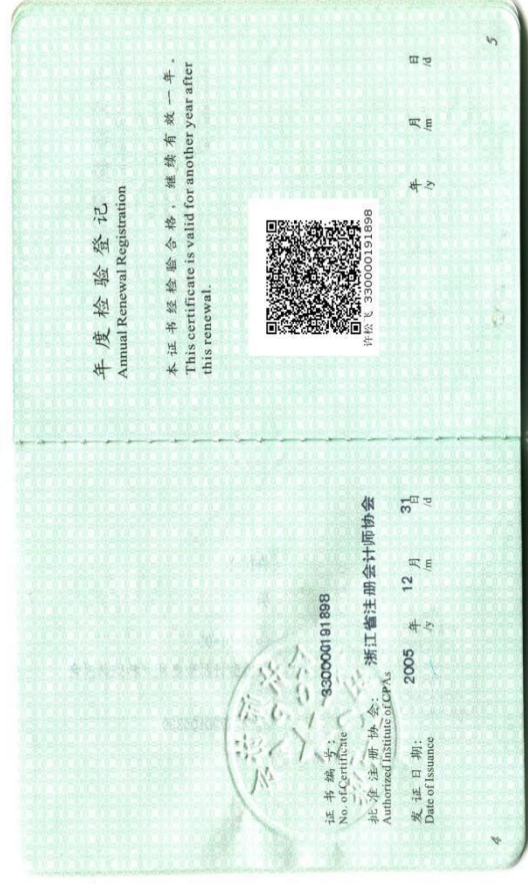 证书编号： 330000191898
No. of Certificate
批准注册协会： 浙江省注册会计师协会
Authorized Institute of CPAs
发证日期： 2005 年 12 月 31 日
Date of Issuance /y /m /d
4
年度检验登记
Annual Renewal Registration
本证书经检验合格，继续有效一年。
This certificate is valid for another year after
this renewal.
许松飞 330000191898
年 月 日
/y /m /d
5